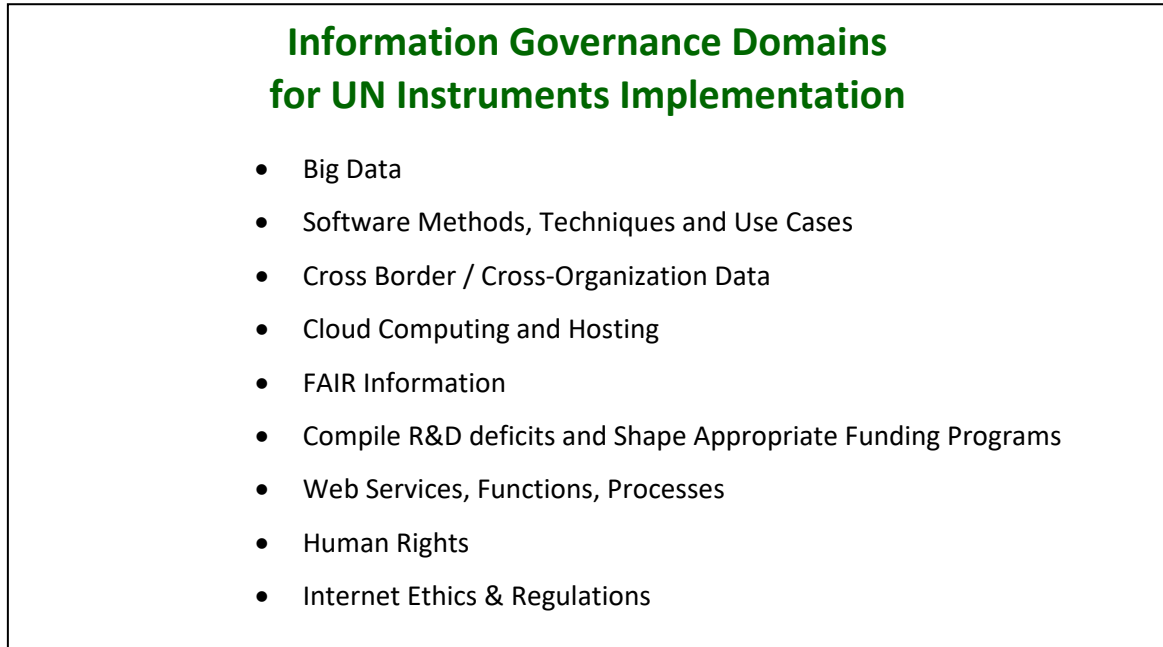 Information Governance Domains
for UN Instruments Implementation
• Big Data
• Software Methods, Techniques and Use Cases
• Cross Border / Cross-Organization Data
• Cloud Computing and Hosting
• FAIR Information
• Compile R&D deficits and Shape Appropriate Funding Programs
• Web Services, Functions, Processes
• Human Rights
• Internet Ethics & Regulations